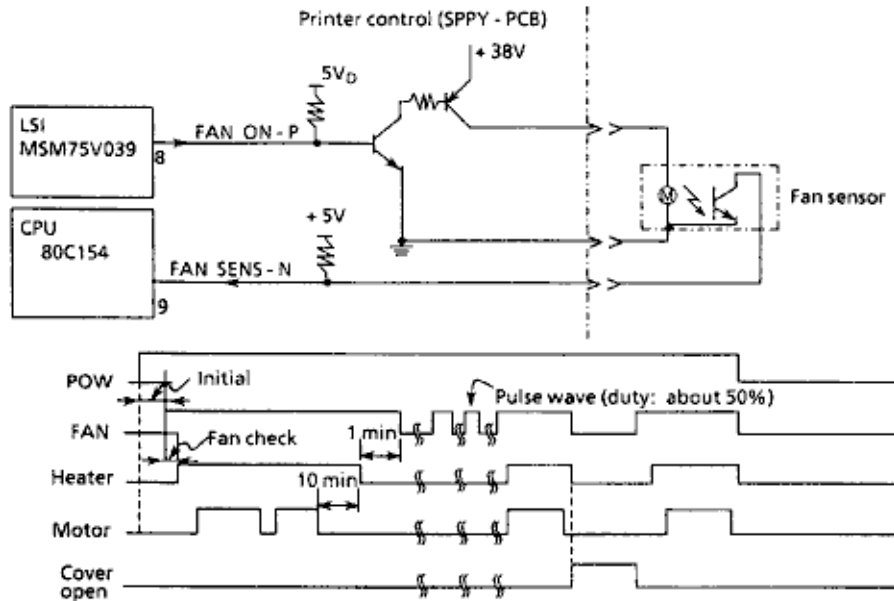 Printer control (SPPY - PCB)
+ 38V
5VD
LSI
MSM75V039
FAN ON - P
8
M
Fan sensor
CPU
80C154
+ 5V
FAN SENS - N
9
POW
Initial
Pulse wave (duty: about 50%)
FAN
Fan check
1 min
Heater
10 min
Motor
Cover
open